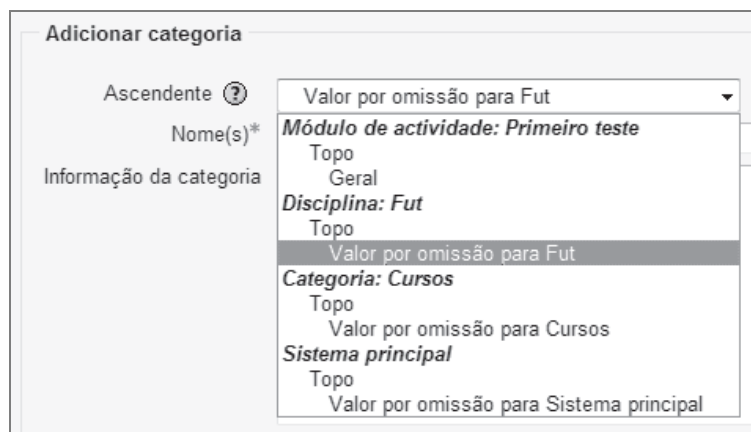 Adicionar categoria
Ascendente ?
Valor por omissão para Fut
Nome(s)*
Módulo de actividade: Primeiro teste
Topo
Informação da categoria
Geral
Disciplina: Fut
Topo
Valor por omissão para Fut
Categoria: Cursos
Topo
Valor por omissão para Cursos
Sistema principal
Topo
Valor por omissão para Sistema principal